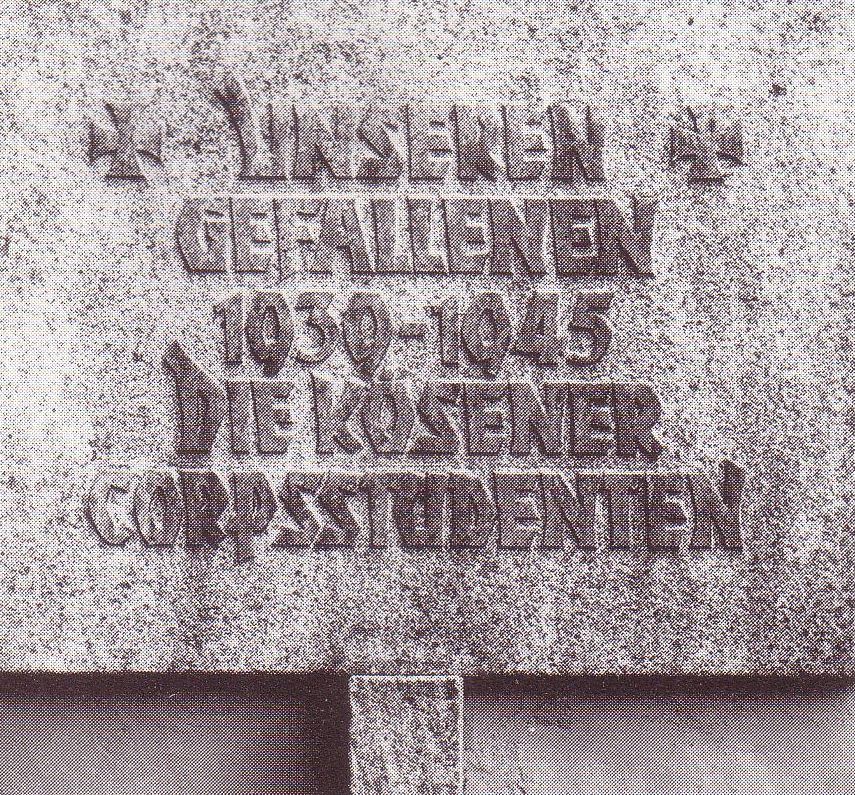 UNSEREN
GEFALLENEN
1939-1945
DIE KÖSENER
CORPSSTUDENTEN